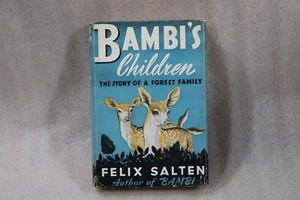 BAMBI'S
Children
THE STORY OF A FOREST FAMILY
FELIX SALTEN
Author of "BAMBI"